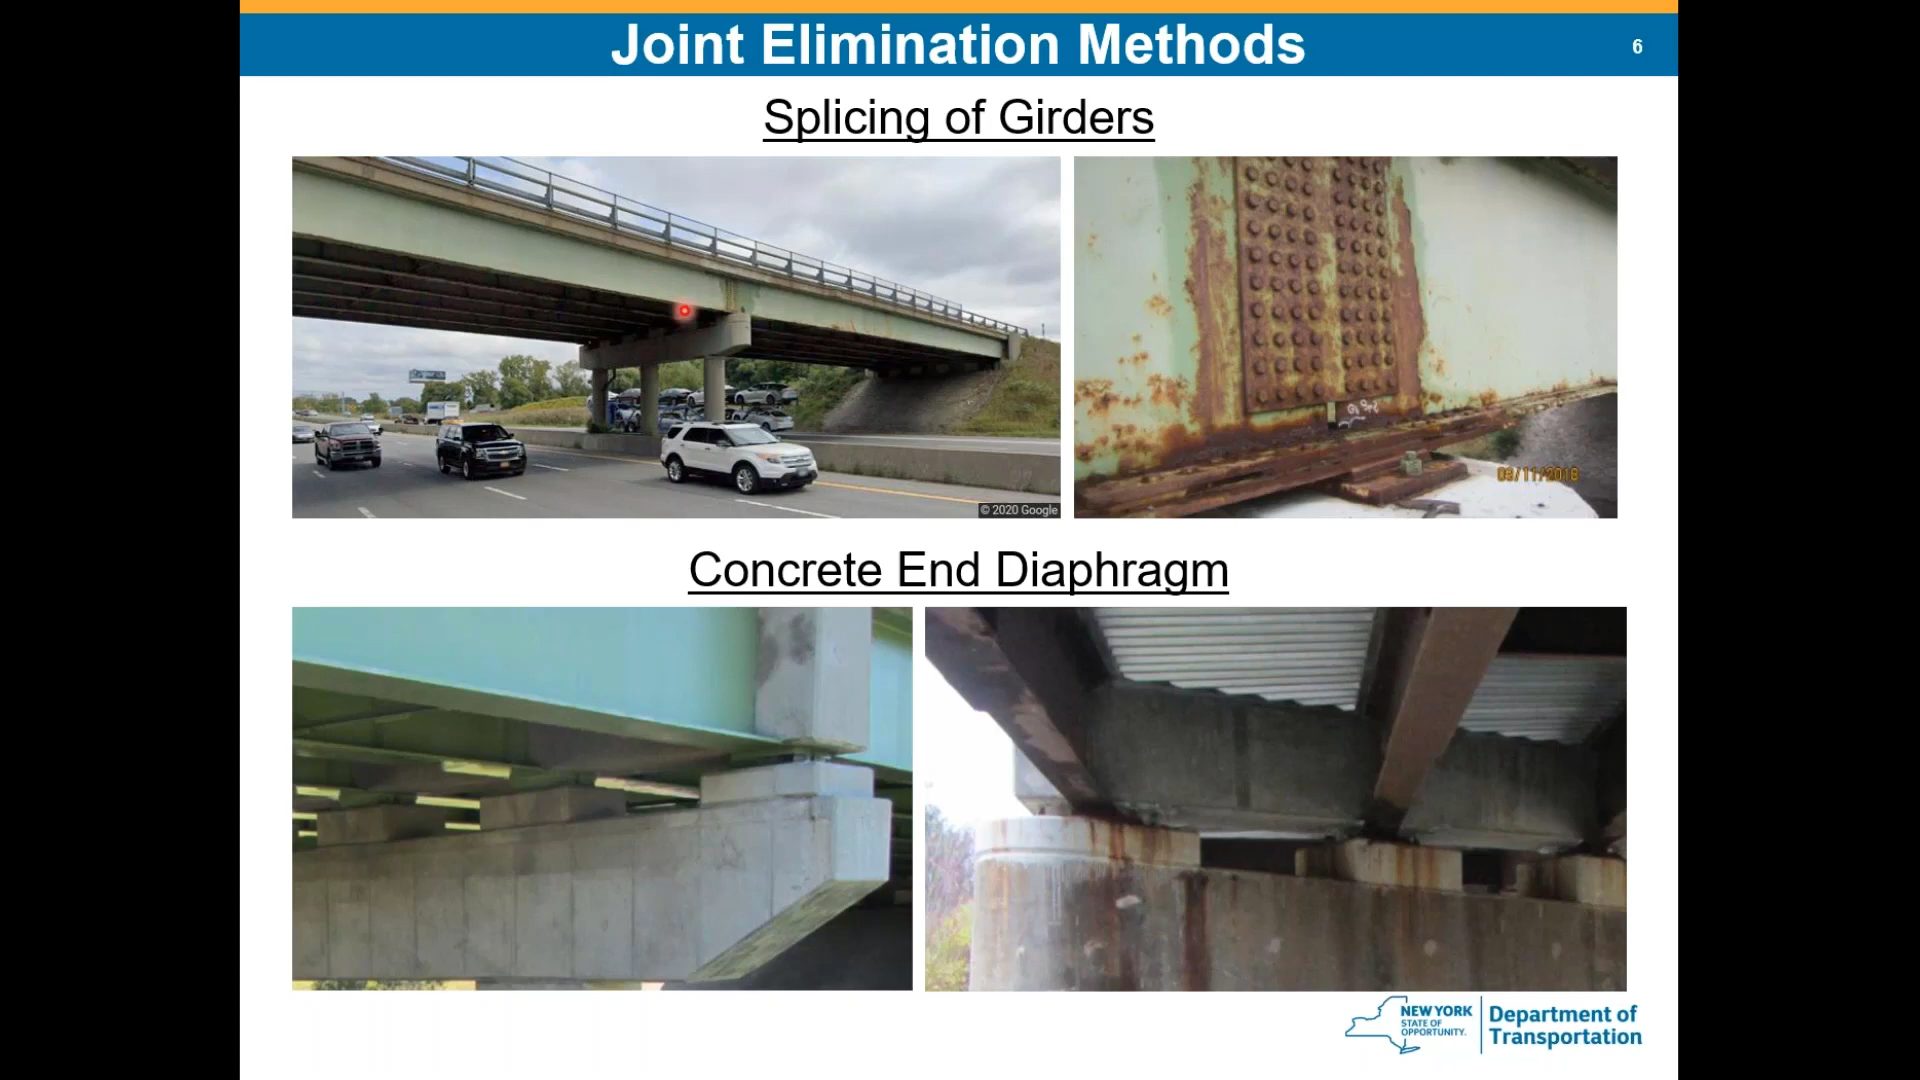 Joint Elimination Methods
6
Splicing of Girders
© 2020 Google
09/11/2018
Concrete End Diaphragm
NEW YORK
STATE OF
OPPORTUNITY.
Department of
Transportation